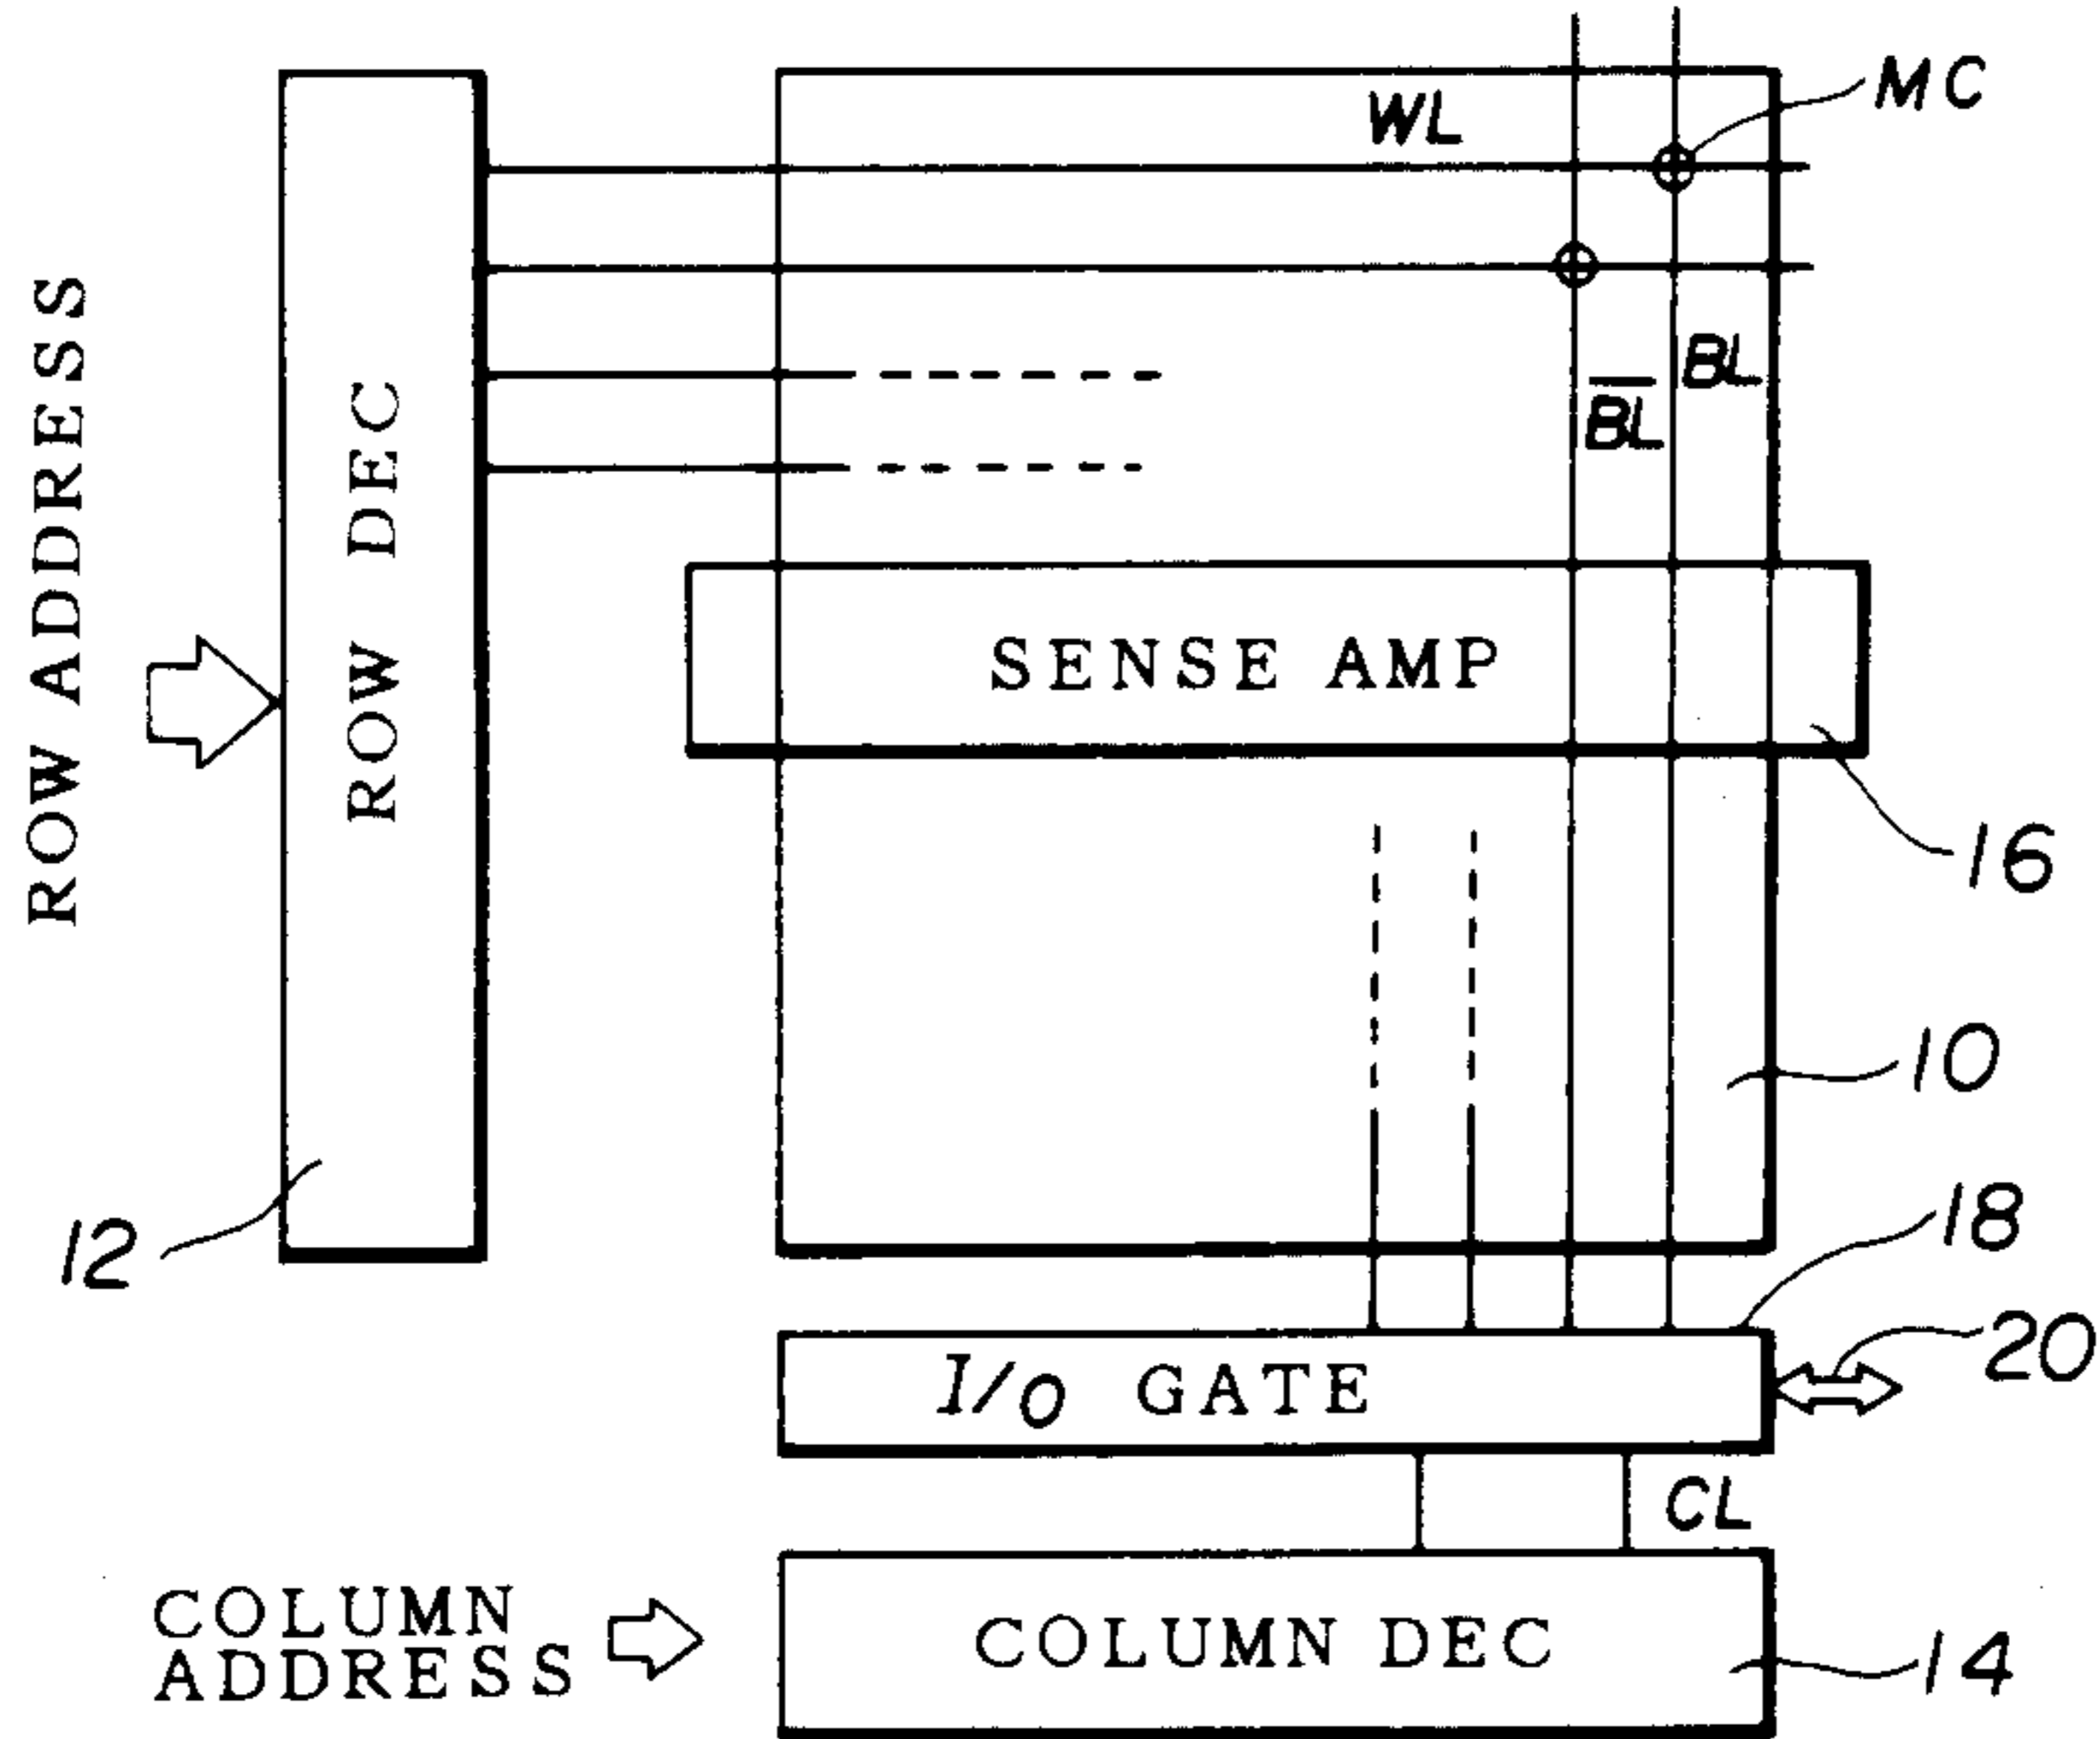 MC
WL
BL
B̅L̅
ROW ADDRESS
ROW DEC
SENSE AMP
16
10
12
18
I/O GATE
20
CL
COLUMN
ADDRESS
COLUMN DEC
14